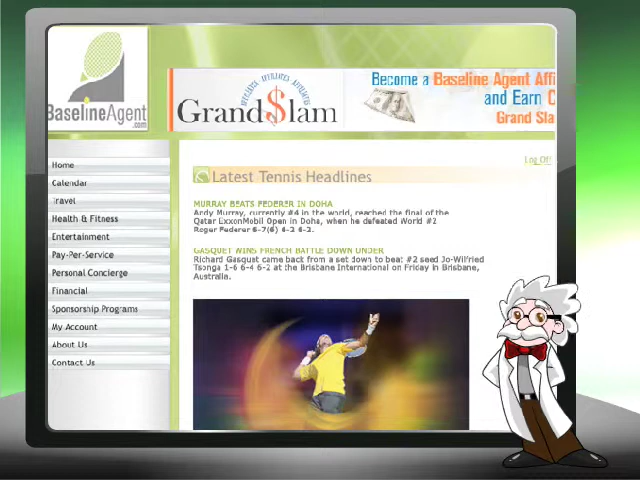 BaselineAgent
.com
Grand$lam
Become a Baseline Agent Affi
and Earn C
Grand Sla
Log Off
Home
Calendar
Travel
Health & Fitness
Entertainment
Pay-Per-Service
Personal Concierge
Financial
Sponsorship Programs
My Account
About Us
Contact Us
Latest Tennis Headlines
MURRAY BEATS FEDERER IN DOHA
Andy Murray, currently #4 in the world, reached the final of the
Qatar ExxonMobil Open in Doha, when he defeated World #2
Roger Federer 6-7(6) 6-2 6-2.
GASQUET WINS FRENCH BATTLE DOWN UNDER
Richard Gasquet came back from a set down to beat #2 seed Jo-Wilfried
Tsonga 1-6 6-4 6-2 at the Brisbane International on Friday in Brisbane,
Australia.